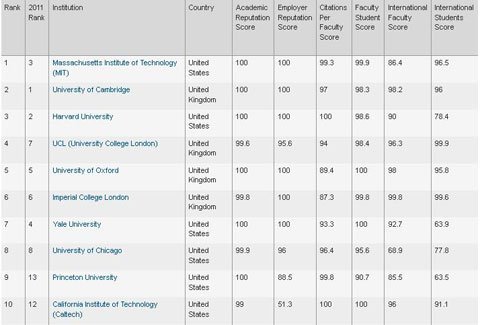 Rank 2011 Rank Institution Country Academic Reputation Score Employer Reputation Score Citations Per Faculty Score Faculty Student Score International Faculty Score International Students Score
1 3 Massachusetts Institute of Technology (MIT) United States 100 100 99.3 99.9 86.4 96.5
2 1 University of Cambridge United Kingdom 100 100 97 98.3 98.2 96
3 2 Harvard University United States 100 100 100 98.6 90 78.4
4 7 UCL (University College London) United Kingdom 99.6 95.6 94 98.4 96.3 99.9
5 5 University of Oxford United Kingdom 100 100 89.4 100 98 95.8
6 6 Imperial College London United Kingdom 99.8 100 87.3 99.8 99.8 99.6
7 4 Yale University United States 100 100 93.3 100 92.7 63.9
8 8 University of Chicago United States 99.9 96 96.4 95.6 68.9 77.8
9 13 Princeton University United States 100 88.5 99.8 90.7 85.5 63.5
10 12 California Institute of Technology (Caltech) United States 99 51.3 100 100 96 91.1